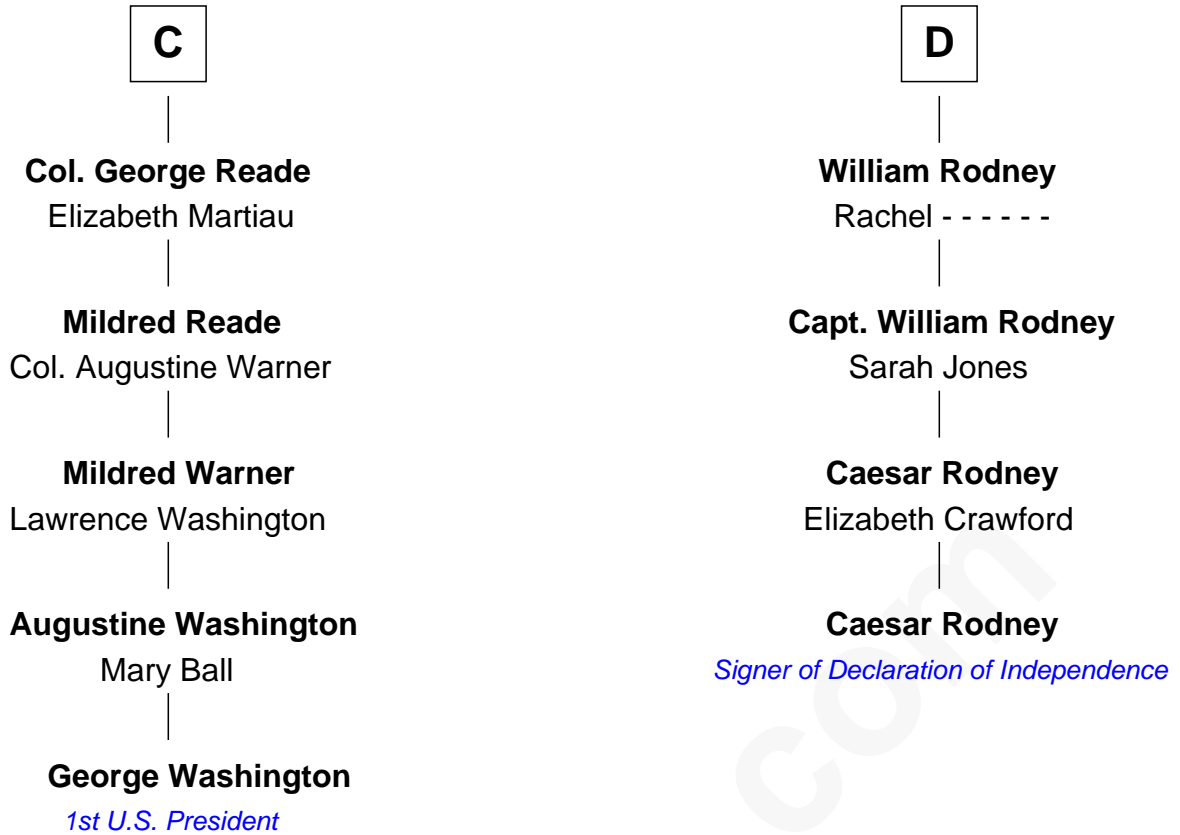 C
Col. George Reade
Elizabeth Martiau
Mildred Reade
Col. Augustine Warner
Mildred Warner
Lawrence Washington
Augustine Washington
Mary Ball
George Washington
1st U.S. President
D
William Rodney
Rachel - - - - - -
Capt. William Rodney
Sarah Jones
Caesar Rodney
Elizabeth Crawford
Caesar Rodney
Signer of Declaration of Independence
com